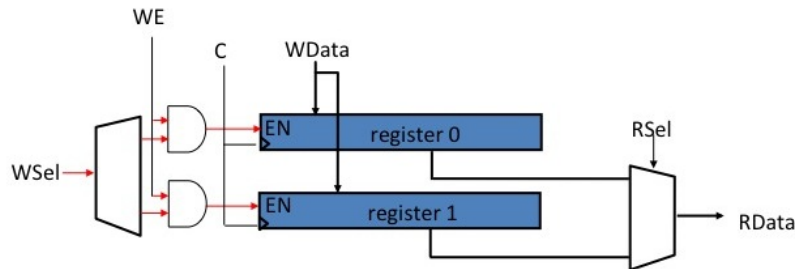 WE
C
WData
EN
register 0
RSel
WSel
EN
register 1
RData